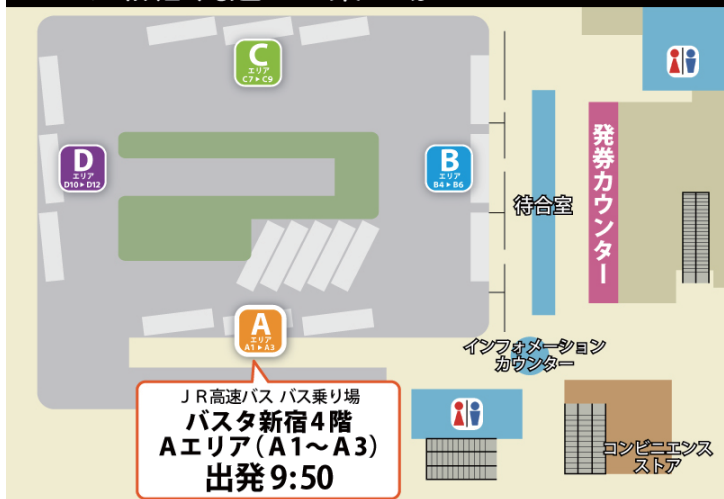 C
エリア
C7▶C9
D
エリア
D10▶D12
B
エリア
B4▶B6
待合室
発券カウンター
A
エリア
A1▶A3
インフォメーション
カウンター
JR高速バス バス乗り場
バスタ新宿4階
Aエリア(A1〜A3)
出発9:50
コンビニエンス
ストア